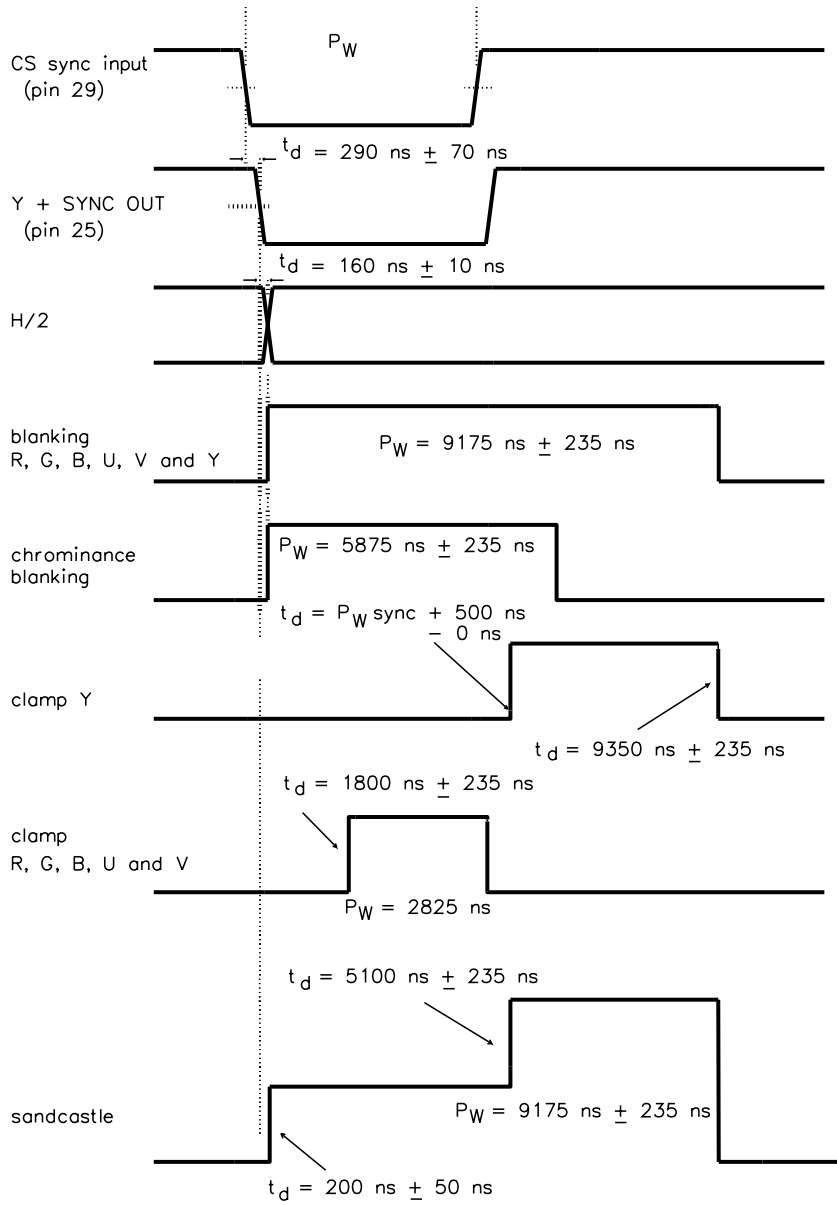 P_W
CS sync input
(pin 29)
t_d = 290 ns ± 70 ns
Y + SYNC OUT
(pin 25)
t_d = 160 ns ± 10 ns
H/2
blanking
R, G, B, U, V and Y
P_W = 9175 ns ± 235 ns
chrominance
blanking
P_W = 5875 ns ± 235 ns
t_d = P_W sync + 500 ns
− 0 ns
clamp Y
t_d = 9350 ns ± 235 ns
t_d = 1800 ns ± 235 ns
clamp
R, G, B, U and V
P_W = 2825 ns
t_d = 5100 ns ± 235 ns
sandcastle
P_W = 9175 ns ± 235 ns
t_d = 200 ns ± 50 ns